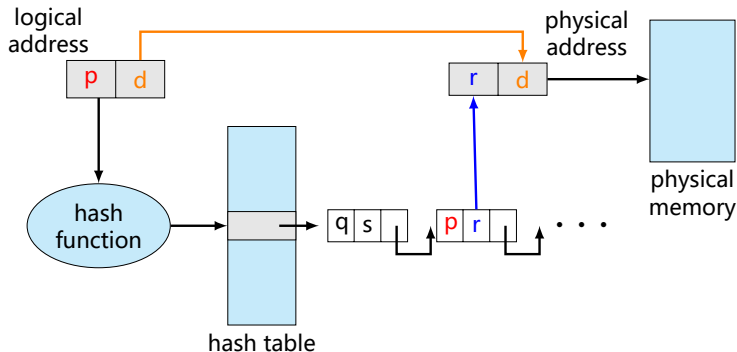 logical
address
physical
address
p d
r d
physical
memory
hash
function
q s
p r
. . .
hash table